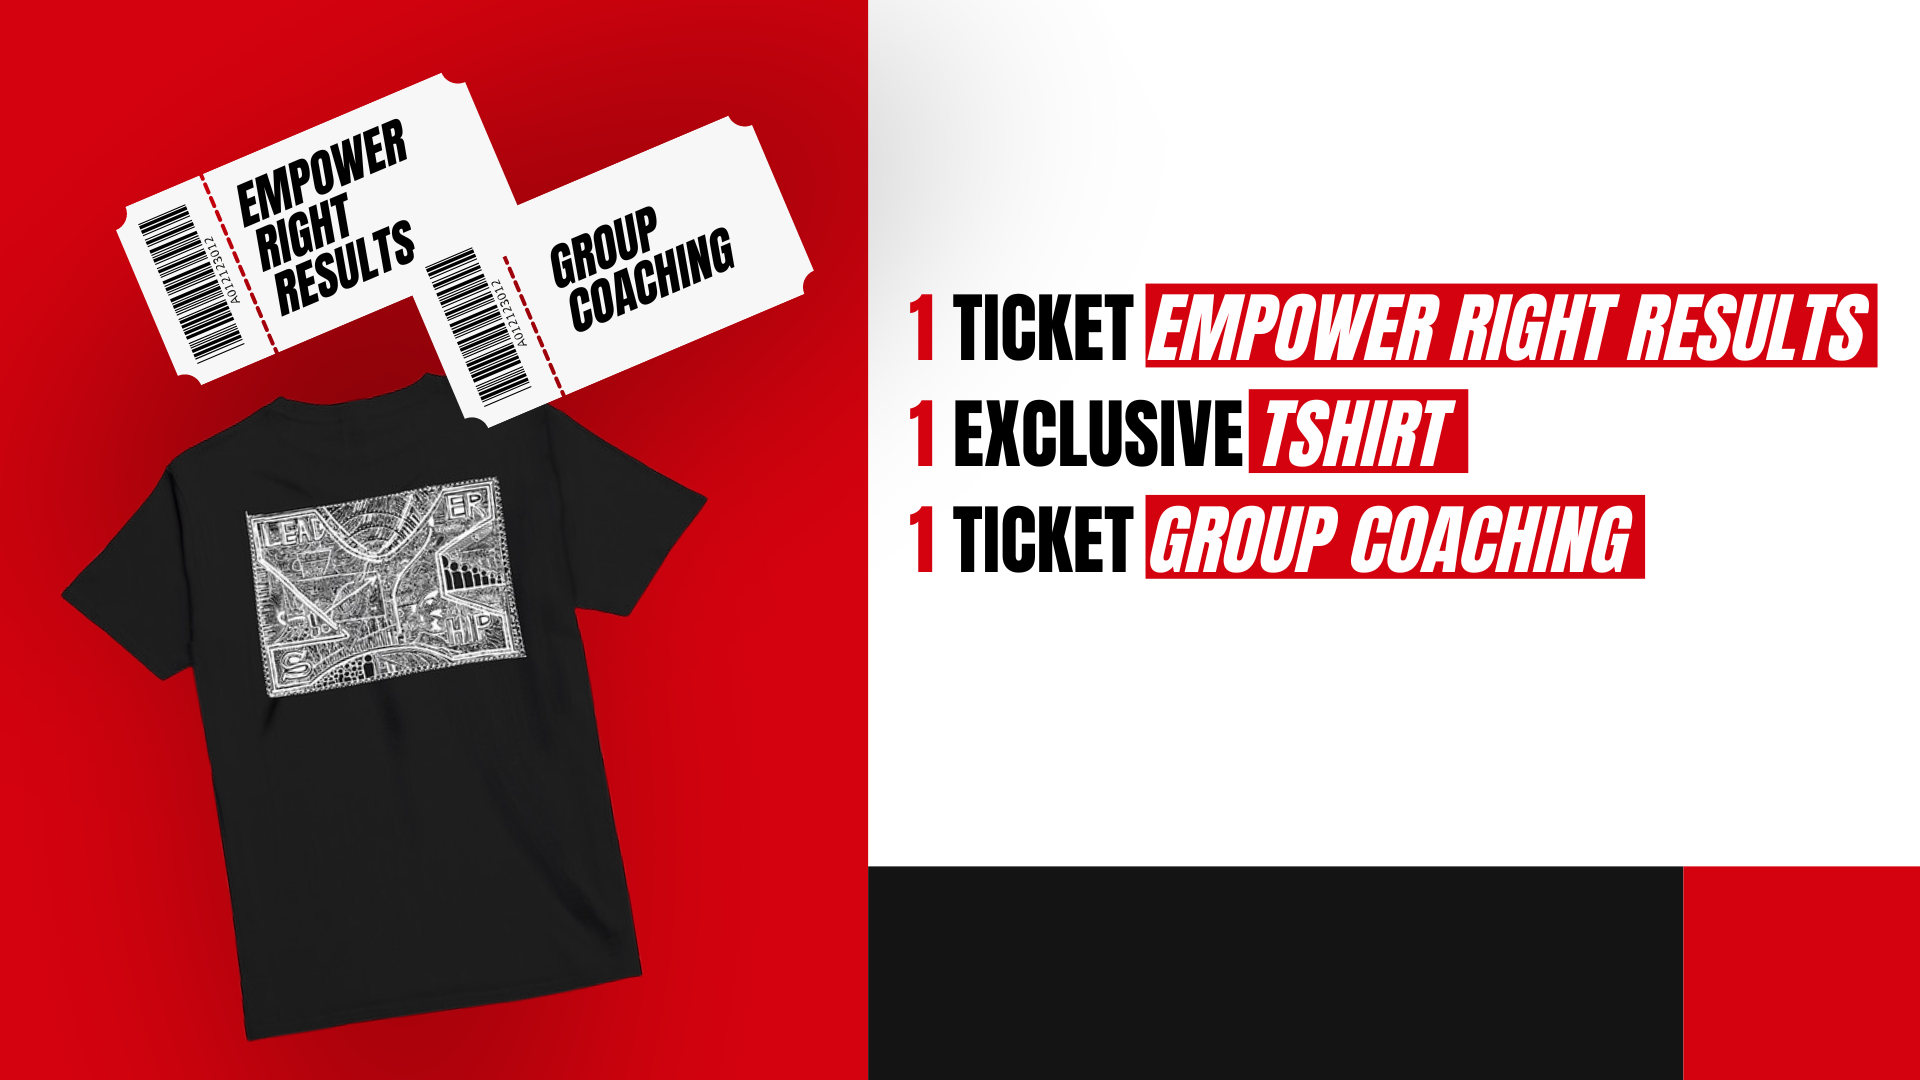 EMPOWER
RIGHT
RESULTS
A012123012
GROUP
COACHING
A012123012
LEAD
ER
S
HIP
1 TICKET EMPOWER RIGHT RESULTS
1 EXCLUSIVE TSHIRT
1 TICKET GROUP COACHING